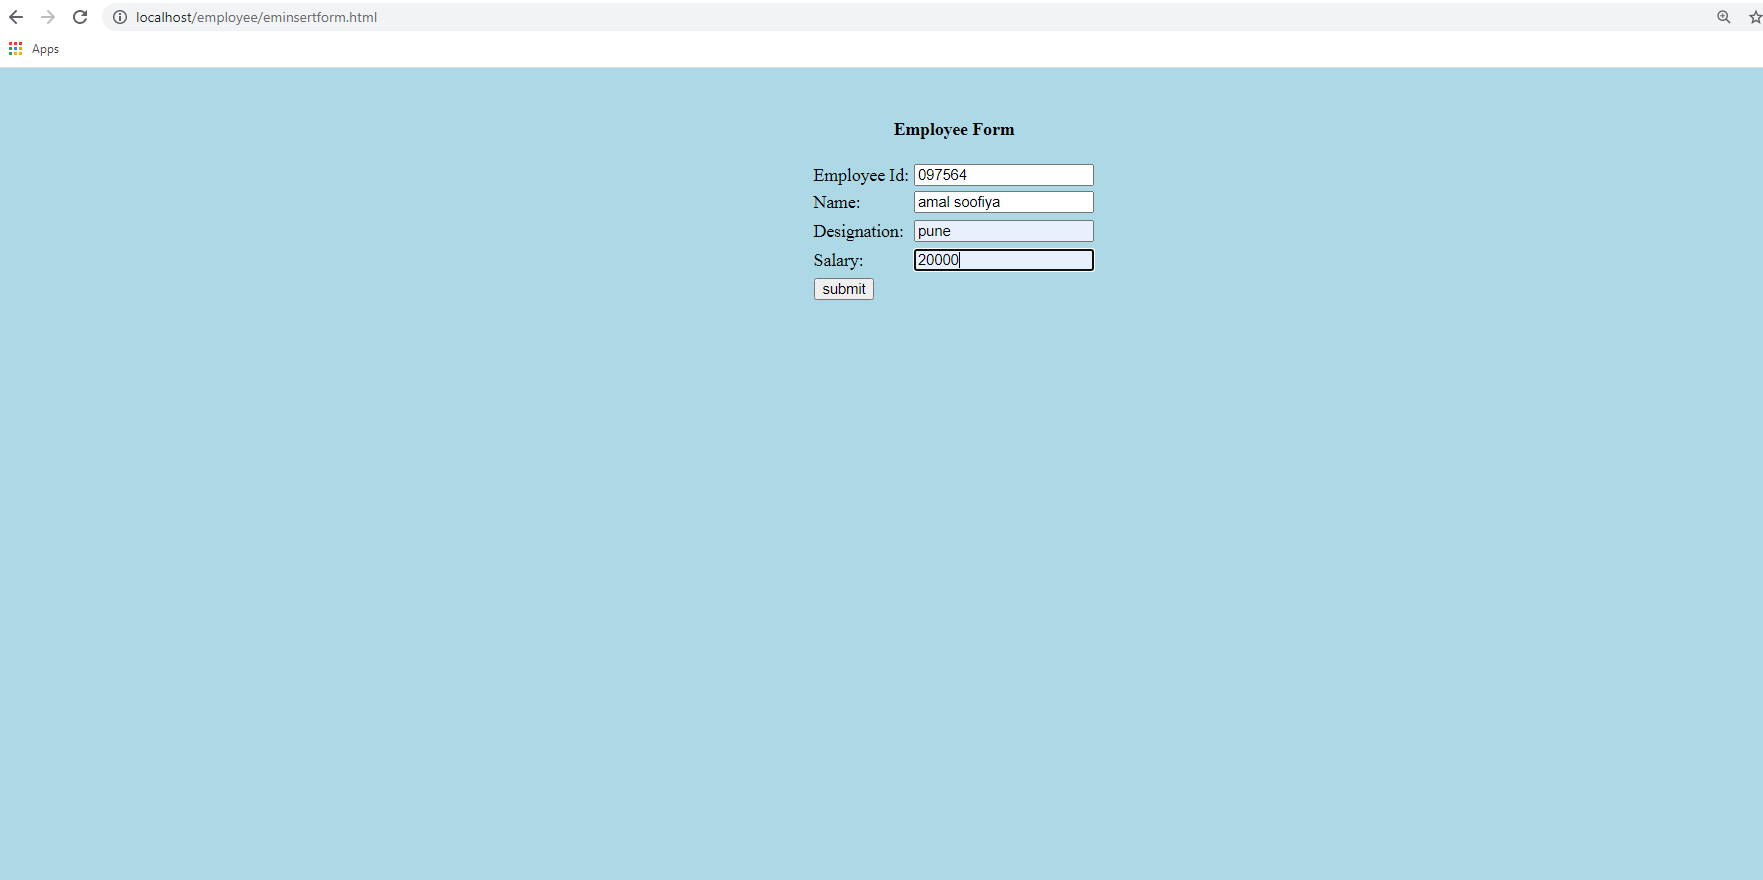 localhost/employee/eminsertform.html
Apps
Employee Form
Employee Id: 097564
Name: amal soofiya
Designation: pune
Salary: 20000
submit